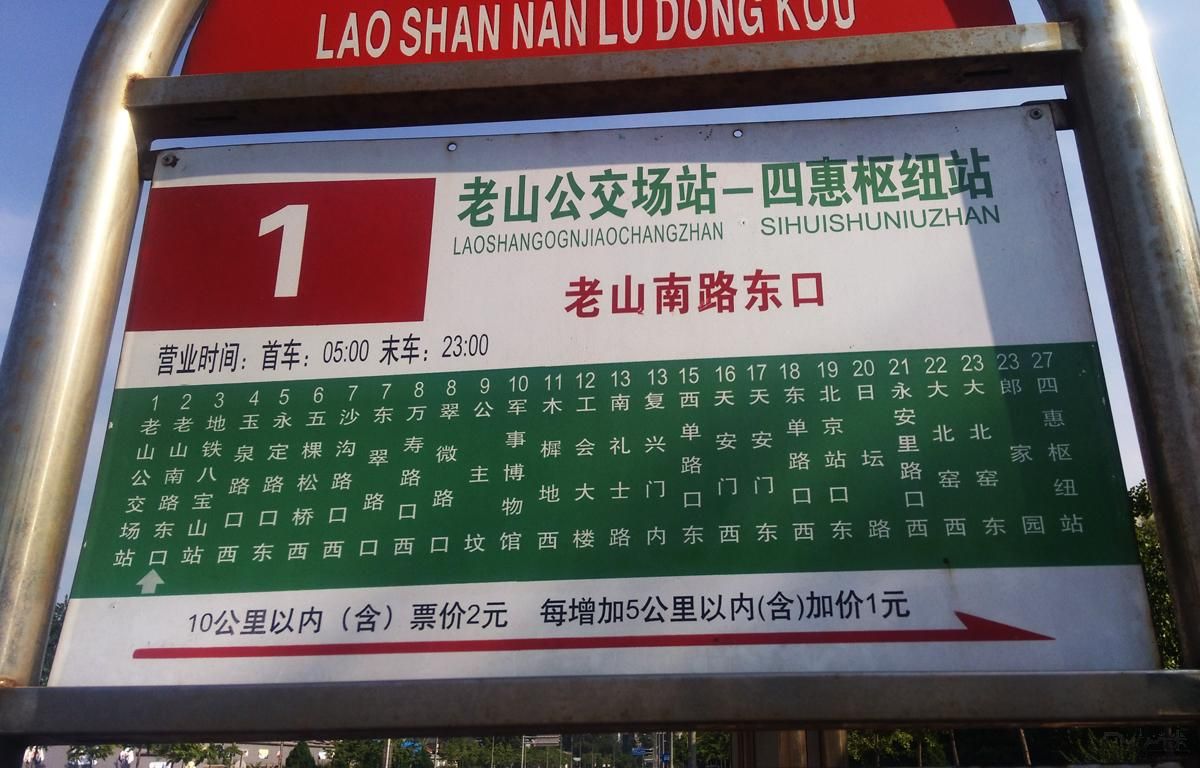 LAO SHAN NAN LU DONG KOU
1
老山公交场站—四惠枢纽站
LAOSHANGOGNJIAOCHANGZHAN SIHUISHUNIUZHAN
老山南路东口
营业时间：首车：05:00 末车：23:00
1 老山公交场站
2 老山南路东口
3 地铁八宝山站
4 玉泉路口西
5 永定路口东
6 五棵松桥西
7 沙沟路口西
7 东翠路口
8 万寿路口西
8 翠微路口
9 公主坟
10 军事博物馆
11 木樨地西
12 工会大楼
13 南礼士路
13 复兴门内
15 西单路口东
16 天安门西
17 天安门东
18 东单路口西
19 北京站口东
20 日坛路
21 永安里路口西
22 大北窑西
23 大北窑东
23 郎家园
27 四惠枢纽站
10公里以内（含）票价2元 每增加5公里以内(含)加价1元